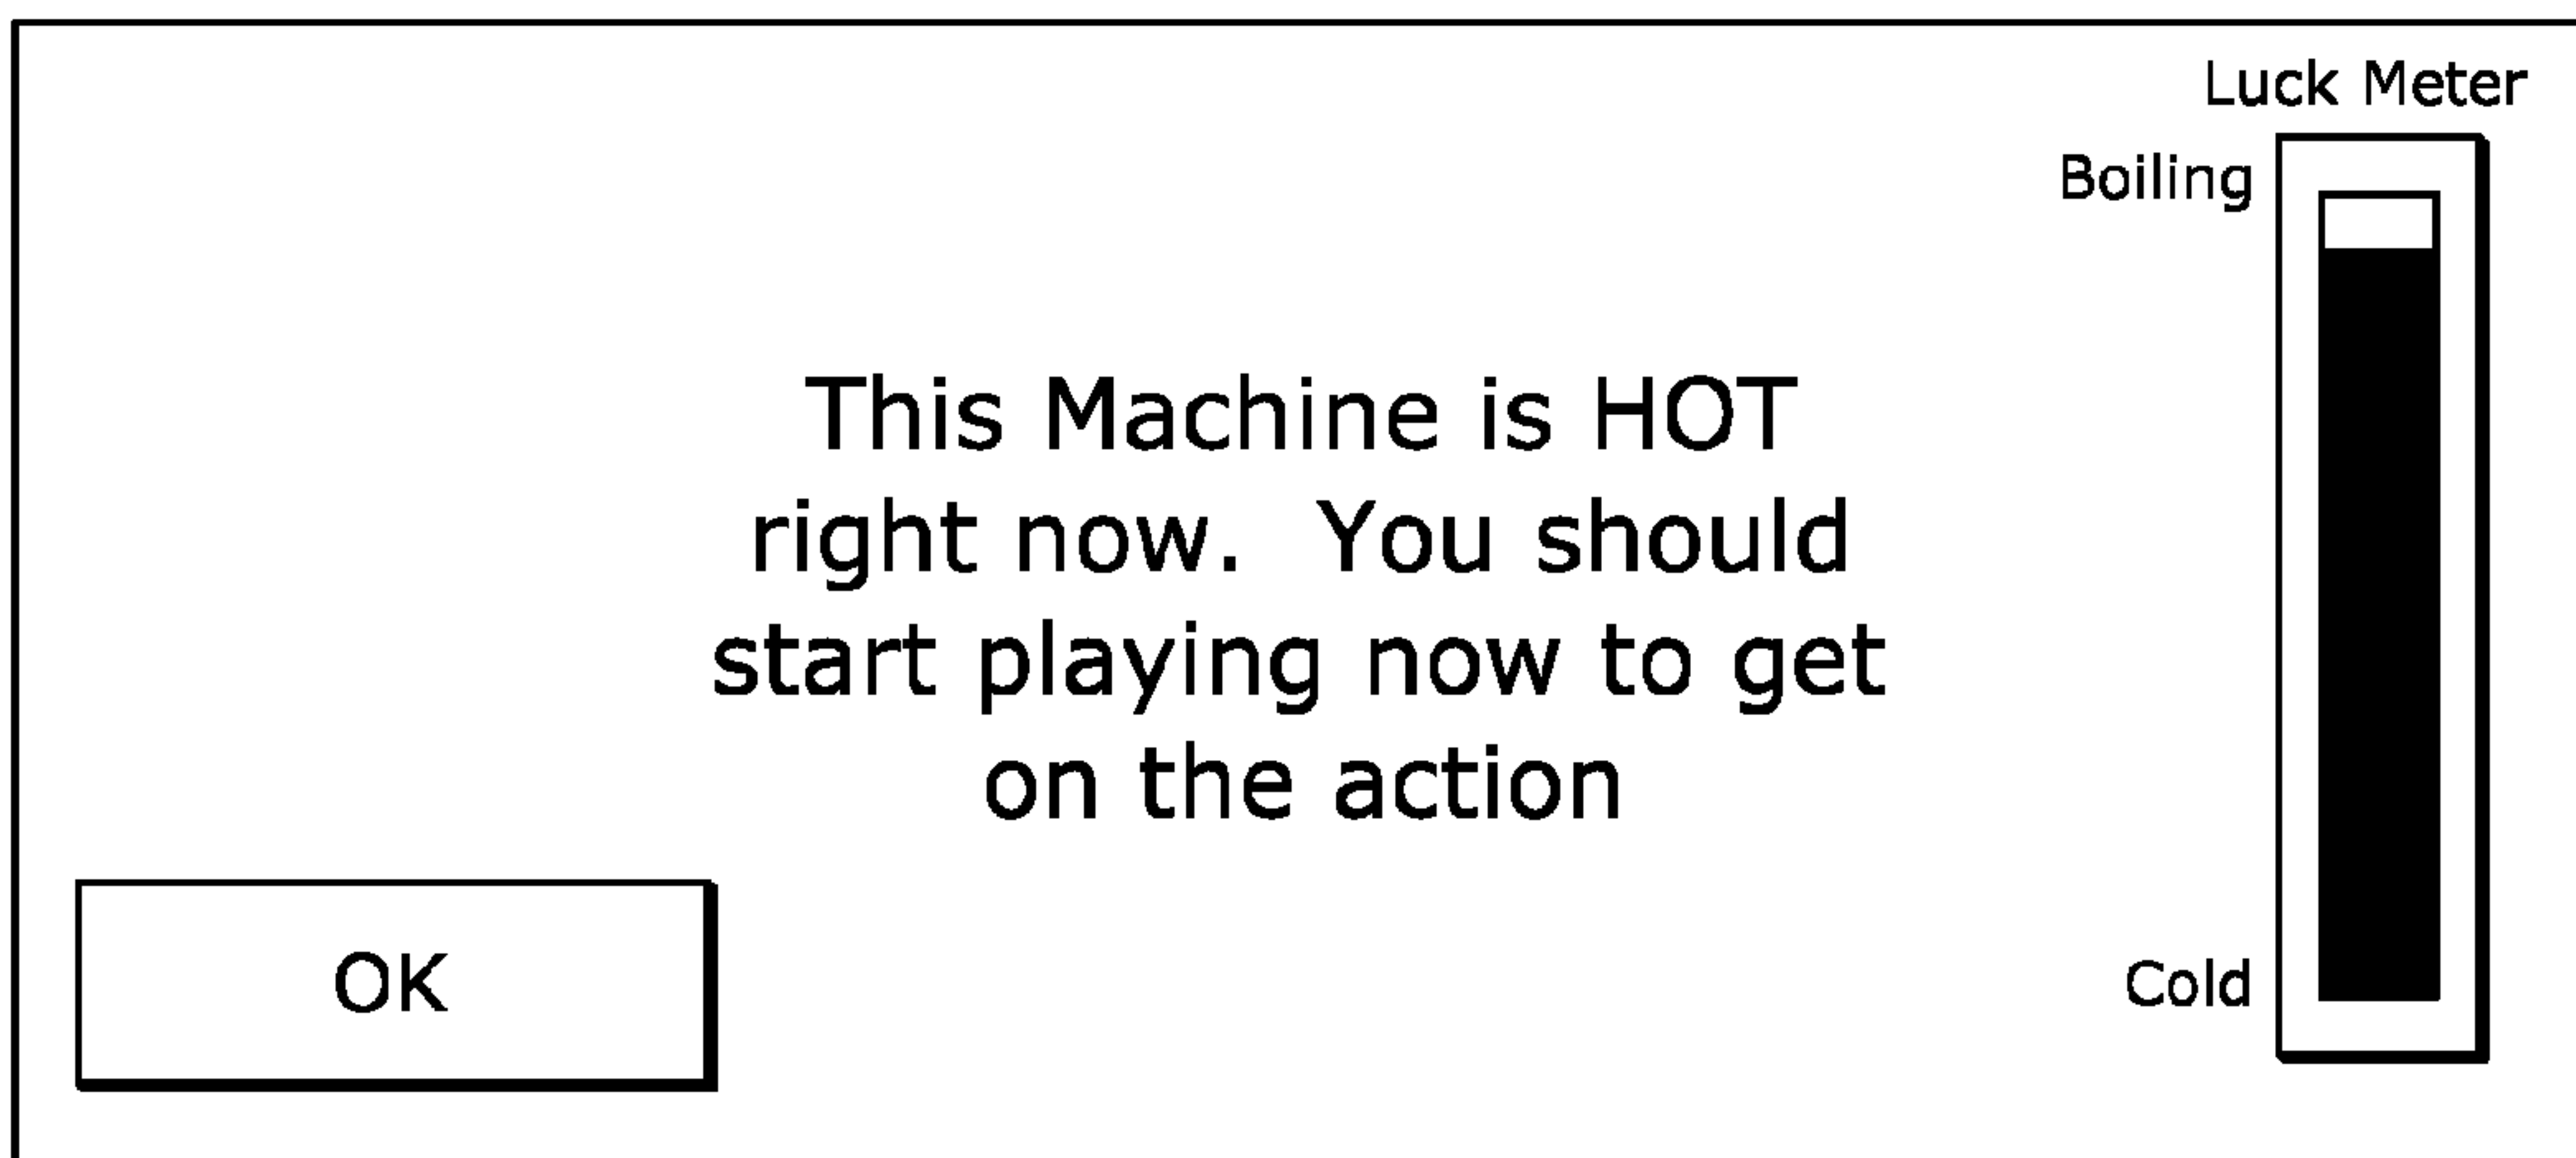 Luck Meter
Boiling
This Machine is HOT
right now.  You should
start playing now to get
on the action
OK
Cold